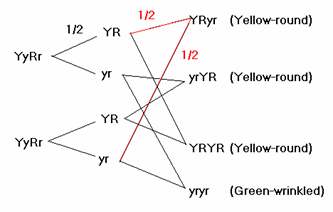 1/2
1/2 YR YRyr (Yellow-round)
YyRr 1/2
yr yrYR (Yellow-round)
YR
YyRr YRYR (Yellow-round)
yr
yryr (Green-wrinkled)